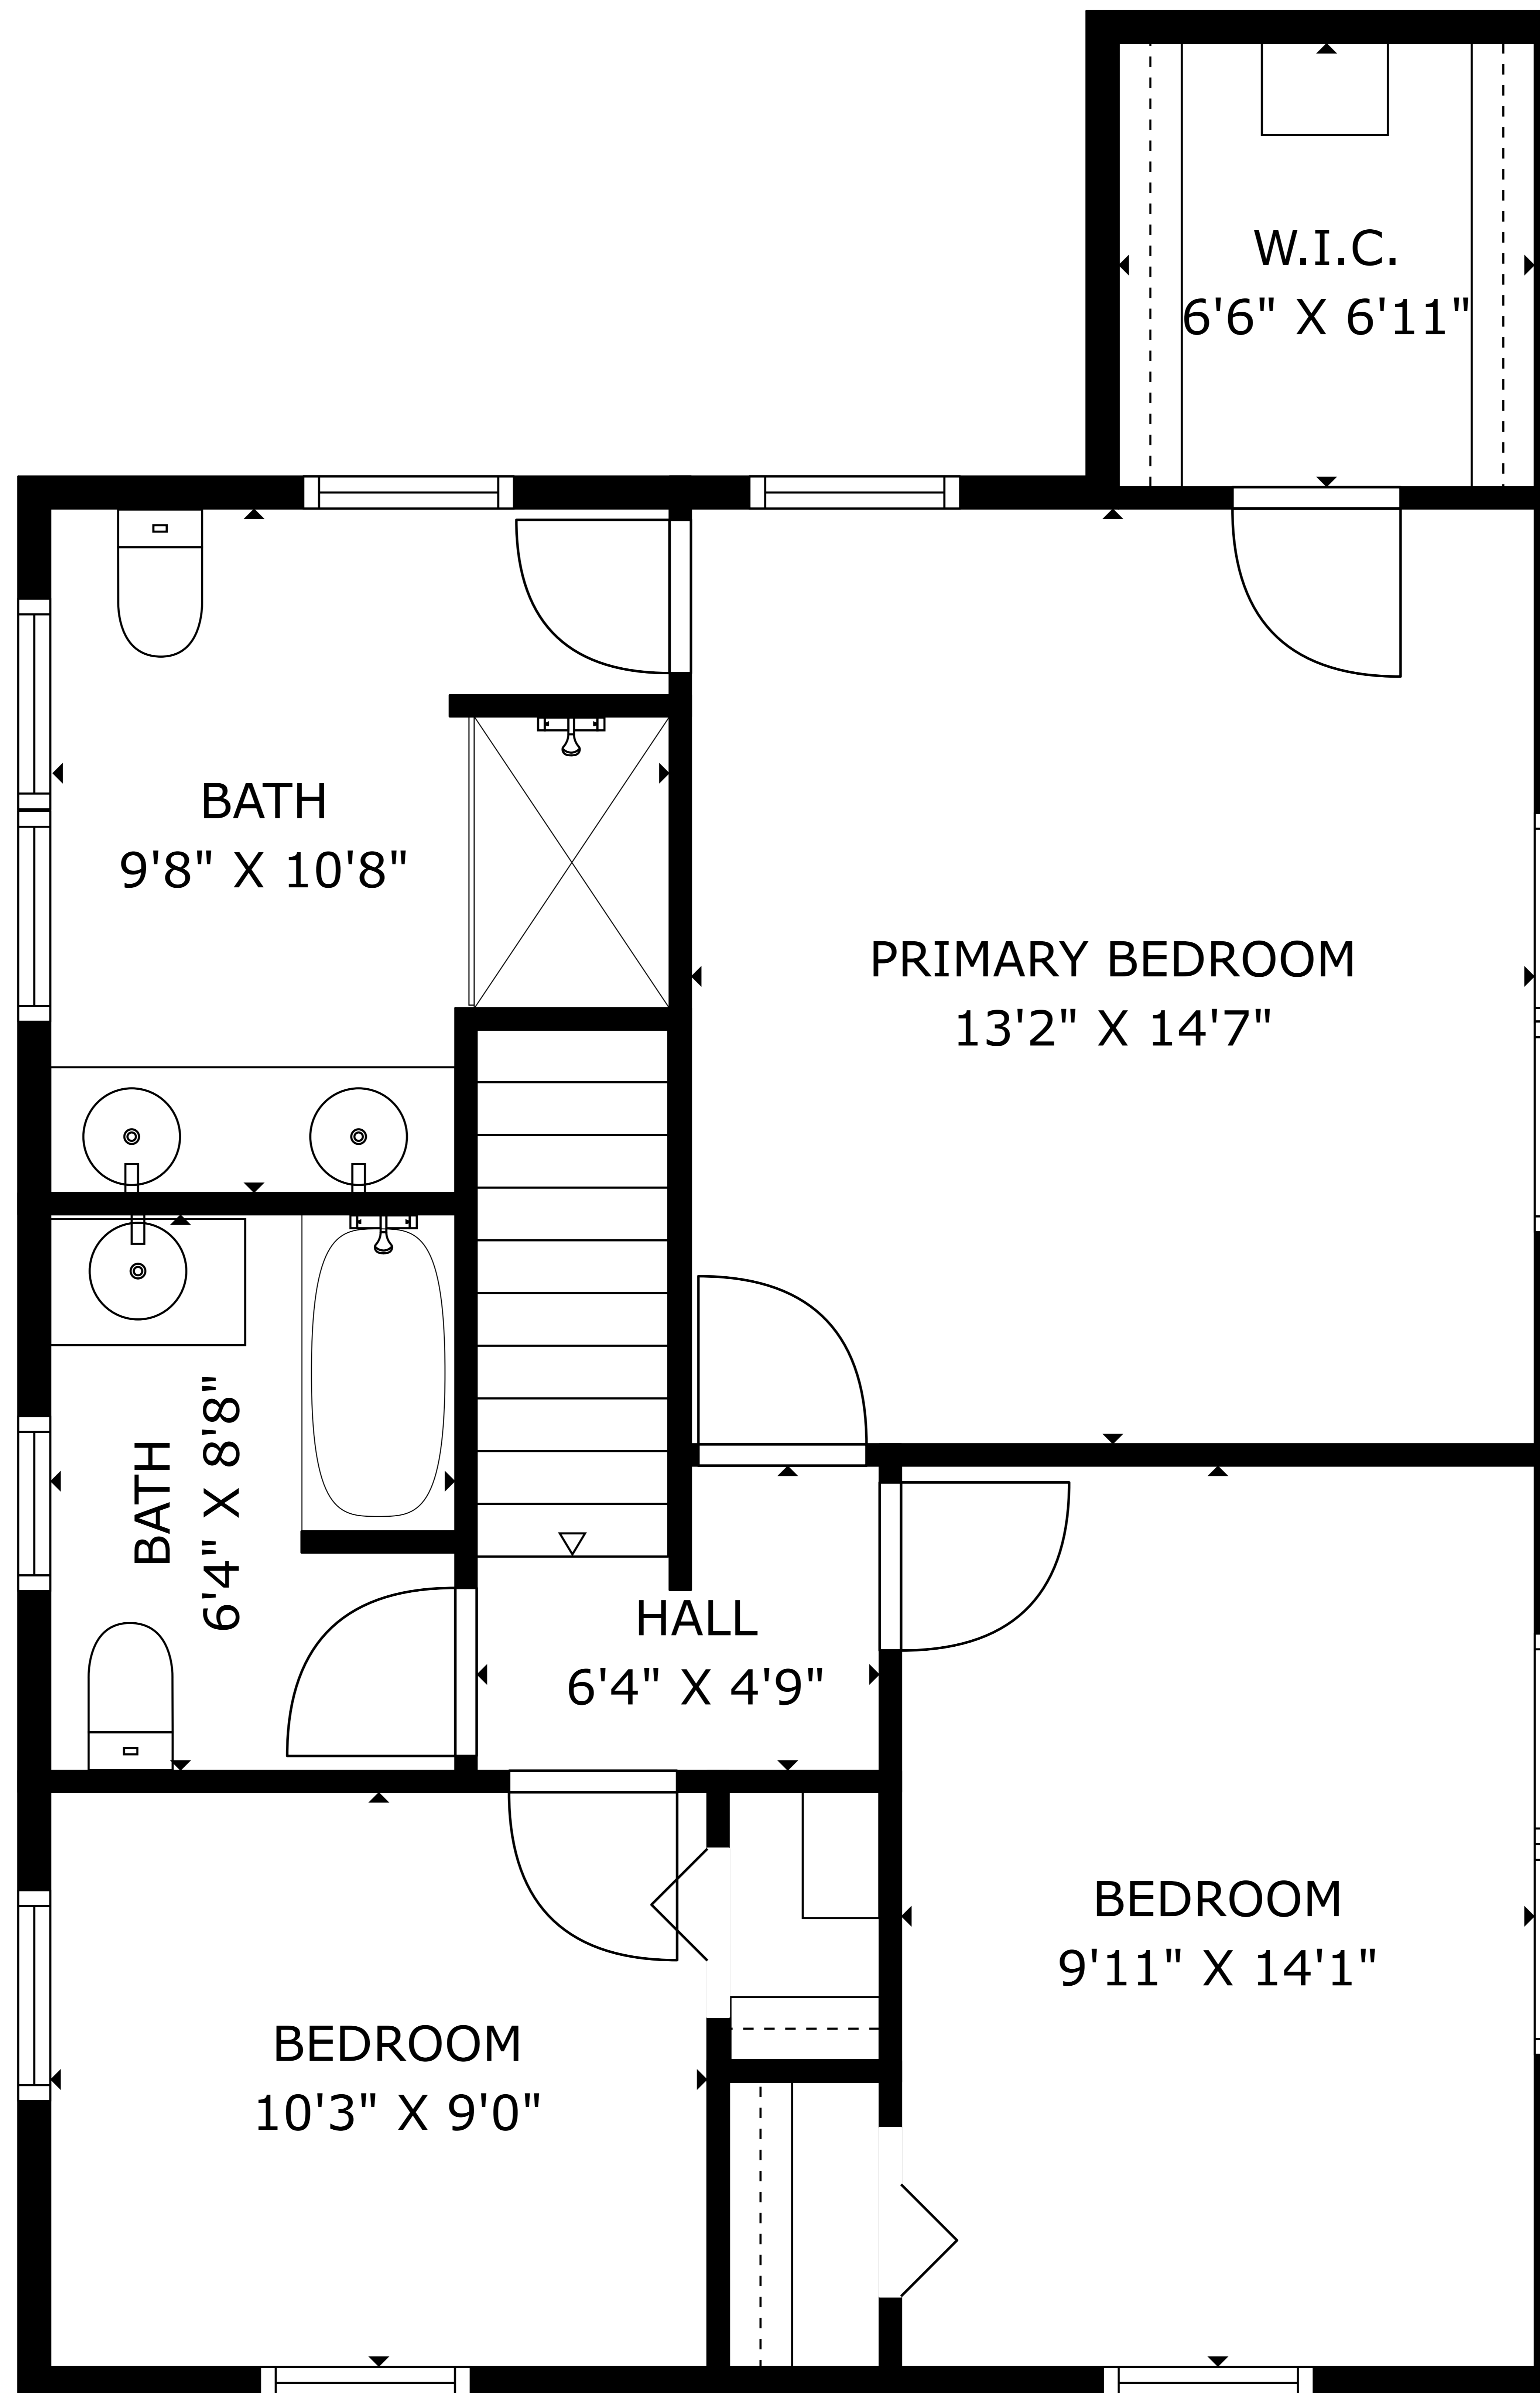 W.I.C.
6'6" X 6'11"
BATH
9'8" X 10'8"
PRIMARY BEDROOM
13'2" X 14'7"
BATH
6'4" X 8'8"
HALL
6'4" X 4'9"
BEDROOM
9'11" X 14'1"
BEDROOM
10'3" X 9'0"